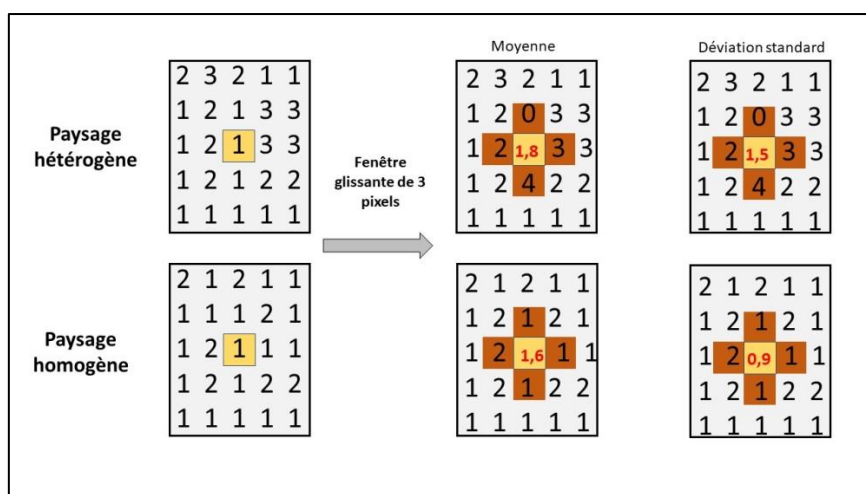 Moyenne
Déviation standard
Paysage
hétérogène
2 3 2 1 1
1 2 1 3 3
1 2 1 3 3
1 2 1 2 2
1 1 1 1 1
Fenêtre
glissante de 3
pixels
2 3 2 1 1
1 2 0 3 3
1 2 1,8 3 3
1 2 4 2 2
1 1 1 1 1
2 3 2 1 1
1 2 0 3 3
1 2 1,5 3 3
1 2 4 2 2
1 1 1 1 1
Paysage
homogène
2 1 2 1 1
1 1 1 2 1
1 2 1 1 1
1 2 1 2 2
1 1 1 1 1
2 1 2 1 1
1 2 1 2 1
1 2 1,6 1 1
1 2 1 2 2
1 1 1 1 1
2 1 2 1 1
1 2 1 2 1
1 2 0,9 1 1
1 2 1 2 2
1 1 1 1 1